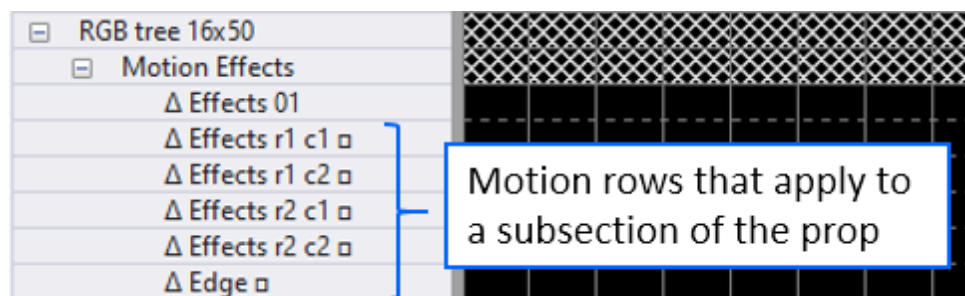 RGB tree 16x50
Motion Effects
Δ Effects 01
Δ Effects r1 c1 ¤
Δ Effects r1 c2 ¤
Δ Effects r2 c1 ¤
Δ Effects r2 c2 ¤
Δ Edge ¤
Motion rows that apply to
a subsection of the prop